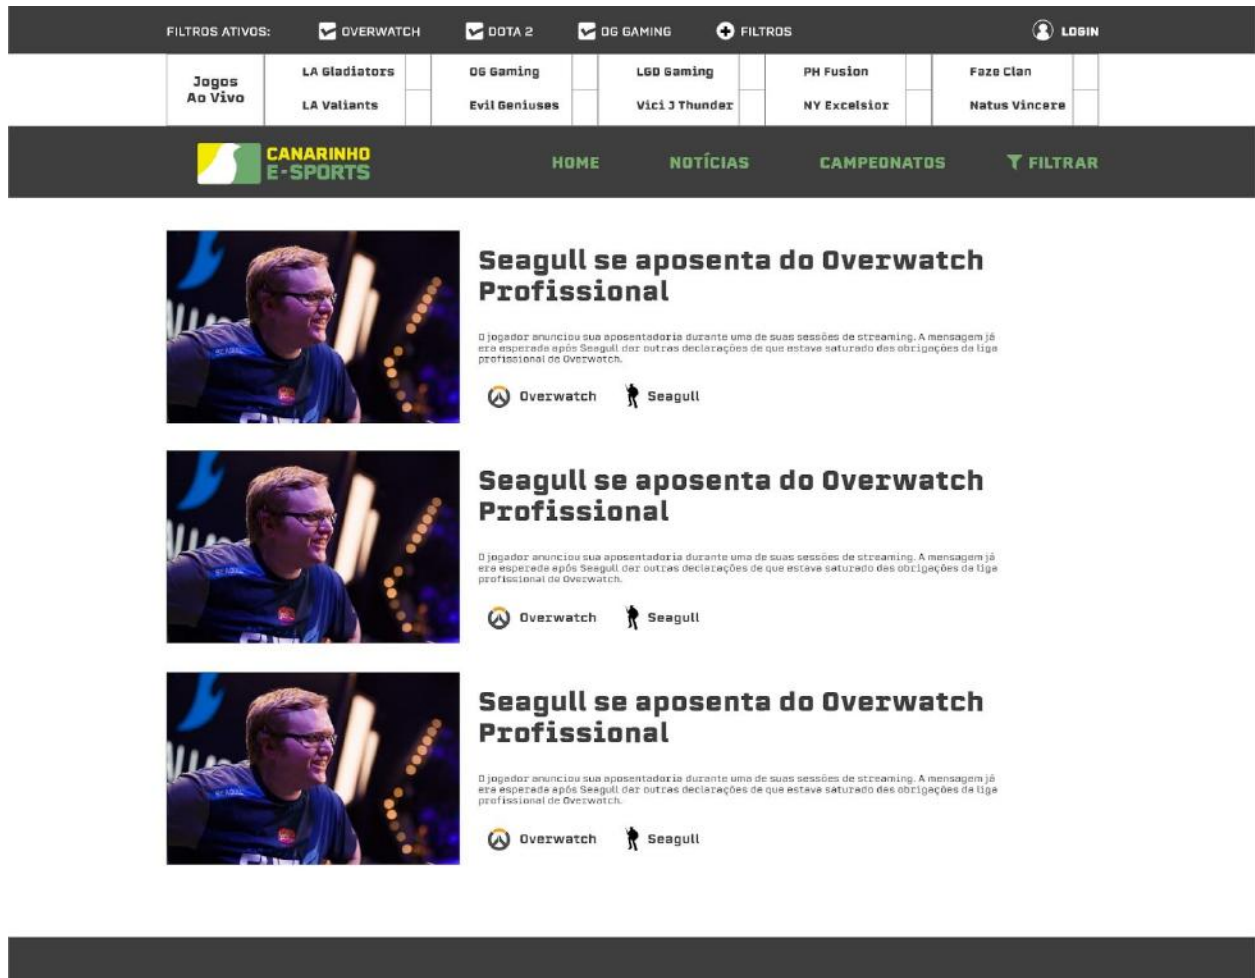 FILTROS ATIVOS: OVERWATCH DOTA 2 OG GAMING FILTROS LOGIN
Jogos
Ao Vivo
LA Gladiators OG Gaming LGD Gaming PH Fusion Faze Clan
LA Valiants Evil Geniuses Vici J Thunder NY Excelsior Natus Vincere
CANARINHO
E-SPORTS
HOME NOTÍCIAS CAMPEONATOS FILTRAR
Seagull se aposenta do Overwatch
Profissional
O jogador anunciou sua aposentadoria durante uma de suas sessões de streaming. A mensagem já
era esperada após Seagull dar outras declarações de que estava saturado das obrigações da liga
profissional de Overwatch.
Overwatch Seagull
Seagull se aposenta do Overwatch
Profissional
O jogador anunciou sua aposentadoria durante uma de suas sessões de streaming. A mensagem já
era esperada após Seagull dar outras declarações de que estava saturado das obrigações da liga
profissional de Overwatch.
Overwatch Seagull
Seagull se aposenta do Overwatch
Profissional
O jogador anunciou sua aposentadoria durante uma de suas sessões de streaming. A mensagem já
era esperada após Seagull dar outras declarações de que estava saturado das obrigações da liga
profissional de Overwatch.
Overwatch Seagull